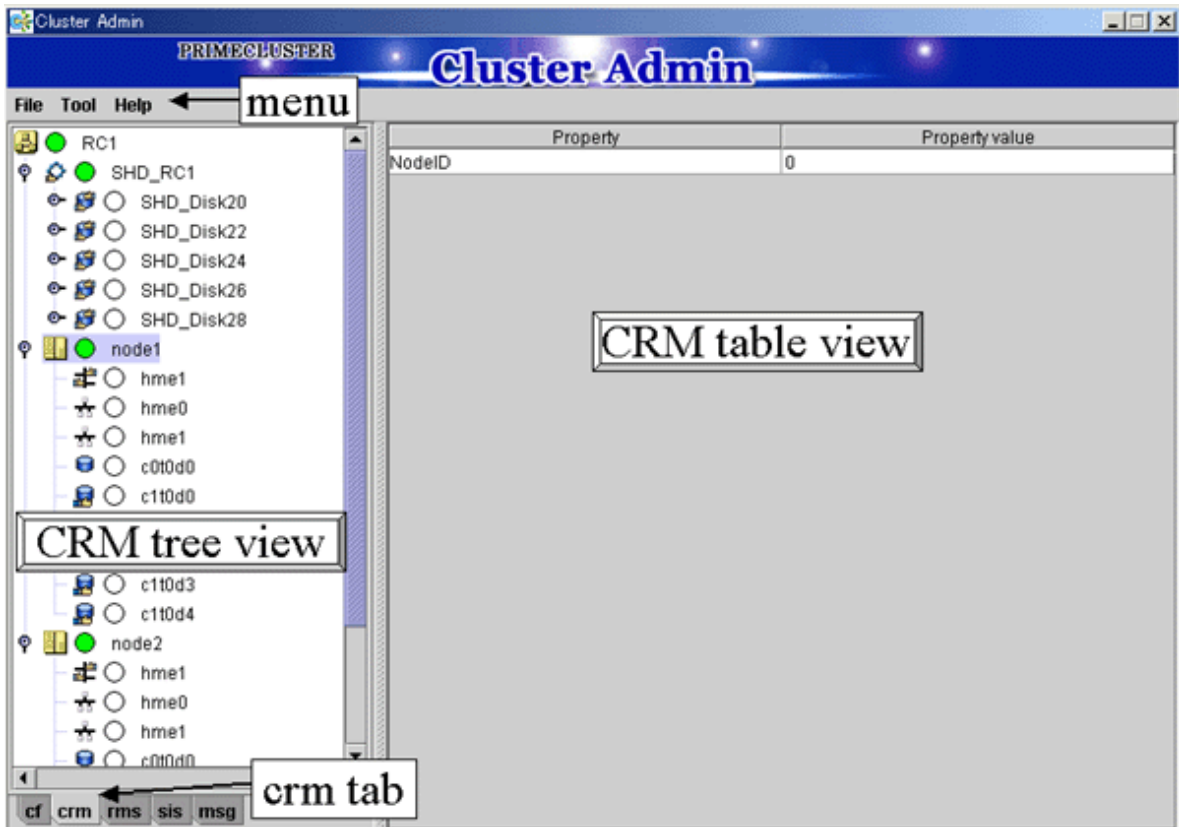 Cluster Admin
PRIMECLUSTER
Cluster Admin
File Tool Help
menu
RC1
SHD_RC1
SHD_Disk20
SHD_Disk22
SHD_Disk24
SHD_Disk26
SHD_Disk28
node1
hme1
hme0
hme1
c0t0d0
c1t0d0
CRM tree view
c1t0d3
c1t0d4
node2
hme1
hme0
hme1
c0t0d0
cf crm rms sis msg
crm tab
Property Property value
NodeID 0
CRM table view